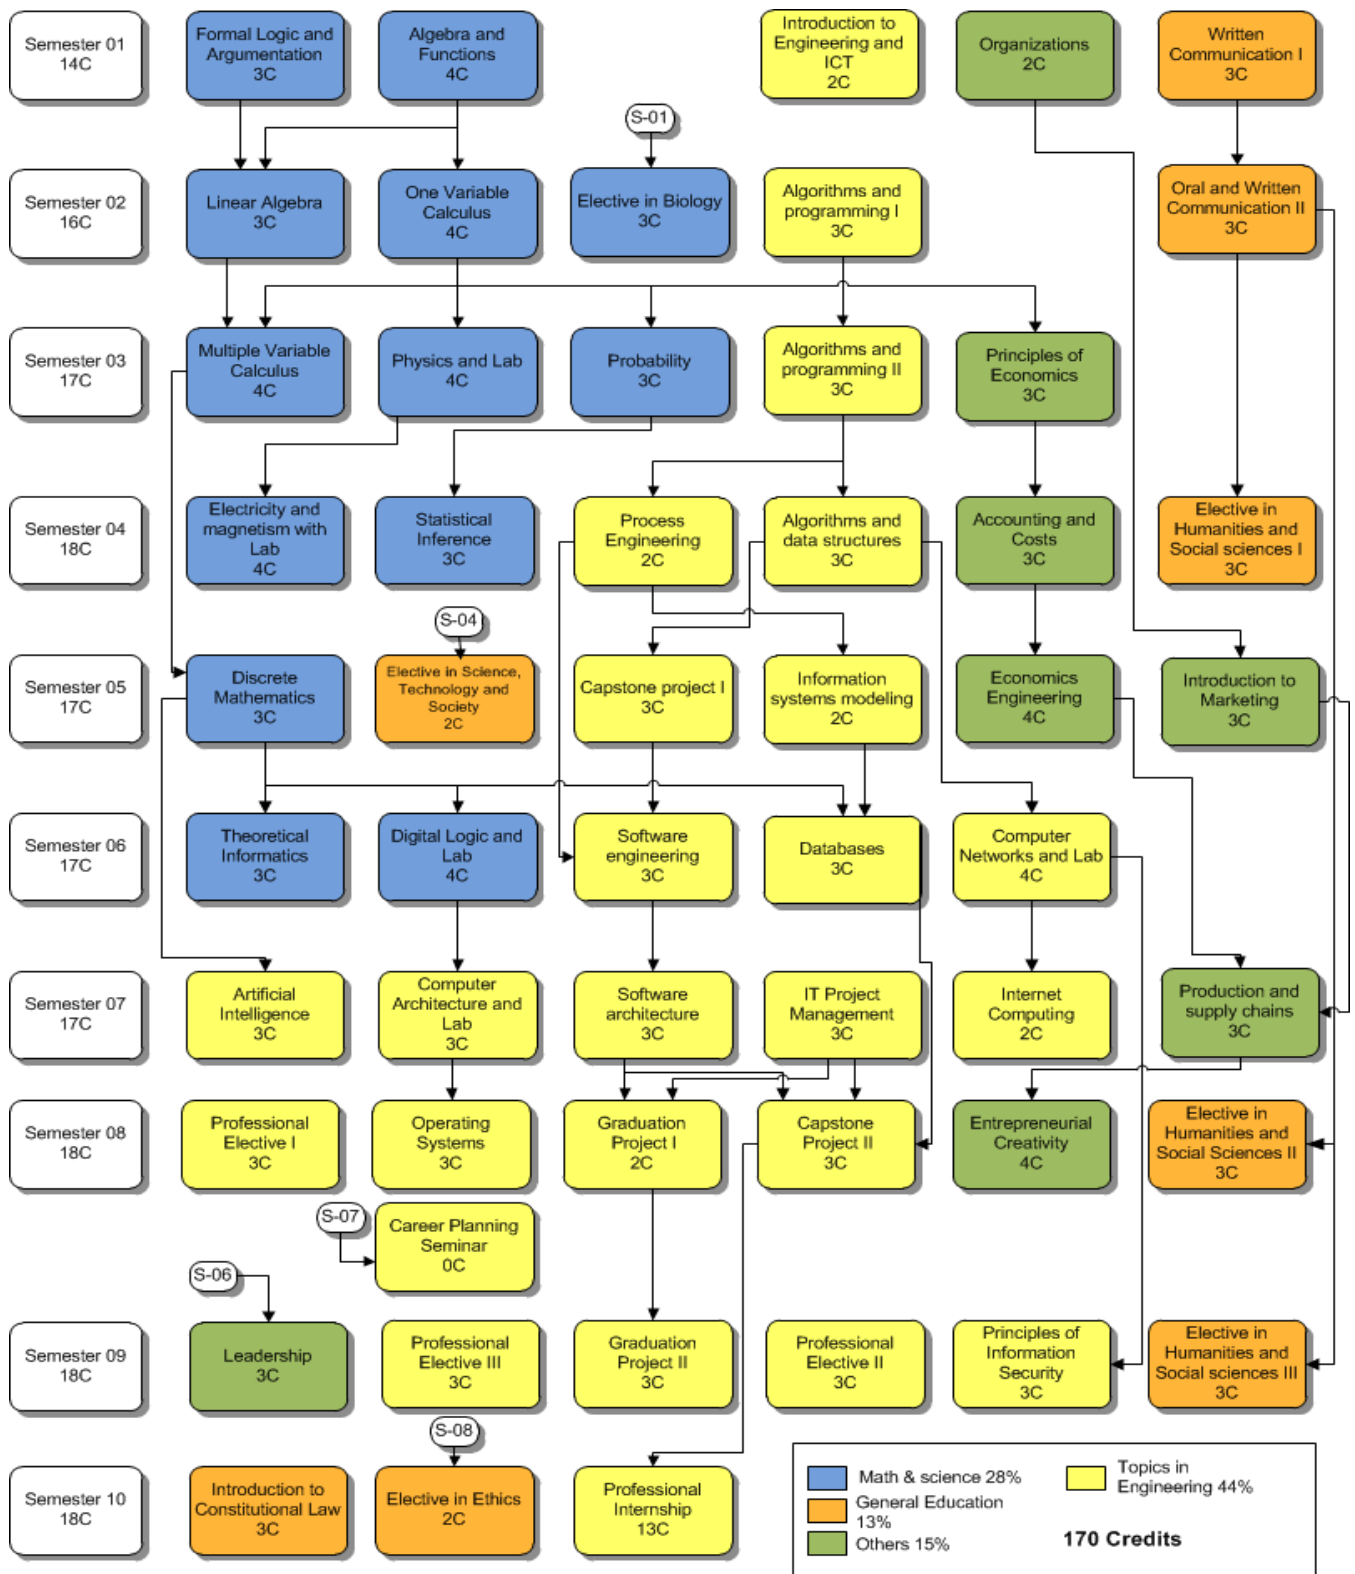 Semester 01
14C
Formal Logic and
Argumentation
3C
Algebra and
Functions
4C
Introduction to
Engineering and
ICT
2C
Organizations
2C
Written
Communication I
3C
S-01
Semester 02
16C
Linear Algebra
3C
One Variable
Calculus
4C
Elective in Biology
3C
Algorithms and
programming I
3C
Oral and Written
Communication II
3C
Semester 03
17C
Multiple Variable
Calculus
4C
Physics and Lab
4C
Probability
3C
Algorithms and
programming II
3C
Principles of
Economics
3C
Semester 04
18C
Electricity and
magnetism with
Lab
4C
Statistical
Inference
3C
Process
Engineering
2C
Algorithms and
data structures
3C
Accounting and
Costs
3C
Elective in
Humanities and
Social sciences I
3C
S-04
Semester 05
17C
Discrete
Mathematics
3C
Elective in Science,
Technology and
Society
2C
Capstone project I
3C
Information
systems modeling
2C
Economics
Engineering
4C
Introduction to
Marketing
3C
Semester 06
17C
Theoretical
Informatics
3C
Digital Logic and
Lab
4C
Software
engineering
3C
Databases
3C
Computer
Networks and Lab
4C
Semester 07
17C
Artificial
Intelligence
3C
Computer
Architecture and
Lab
3C
Software
architecture
3C
IT Project
Management
3C
Internet
Computing
2C
Production and
supply chains
3C
Semester 08
18C
Professional
Elective I
3C
Operating
Systems
3C
Graduation
Project I
2C
Capstone
Project II
3C
Entrepreneurial
Creativity
4C
Elective in
Humanities and
Social Sciences II
3C
S-07
Career Planning
Seminar
0C
S-06
Semester 09
18C
Leadership
3C
Professional
Elective III
3C
Graduation
Project II
3C
Professional
Elective II
3C
Principles of
Information
Security
3C
Elective in
Humanities and
Social sciences III
3C
S-08
Semester 10
18C
Introduction to
Constitutional Law
3C
Elective in Ethics
2C
Professional
Internship
13C
Math & science 28%
General Education
13%
Others 15%
Topics in
Engineering 44%
170 Credits